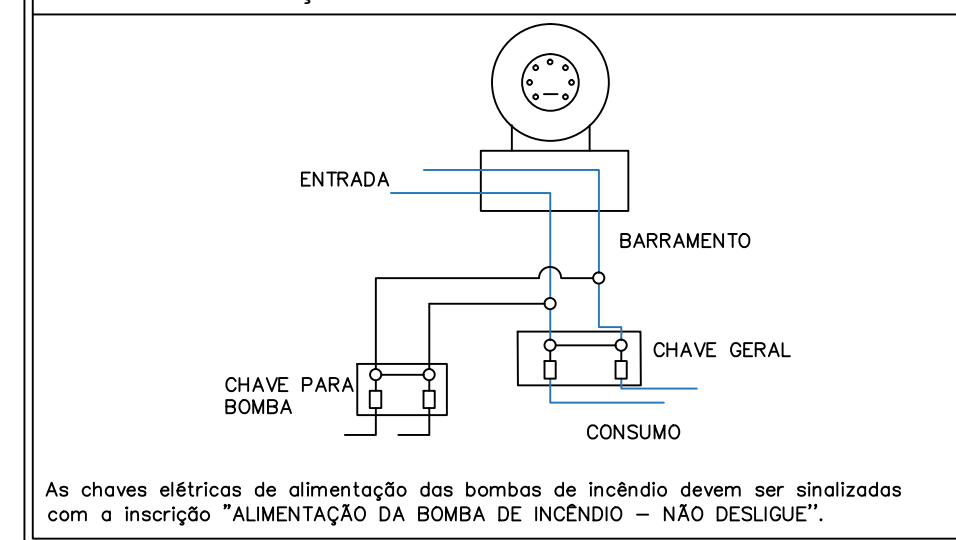 ENTRADA
BARRAMENTO
CHAVE GERAL
CHAVE PARA
BOMBA
CONSUMO
As chaves elétricas de alimentação das bombas de incêndio devem ser sinalizadas
com a inscrição "ALIMENTAÇÃO DA BOMBA DE INCÊNDIO – NÃO DESLIGUE".